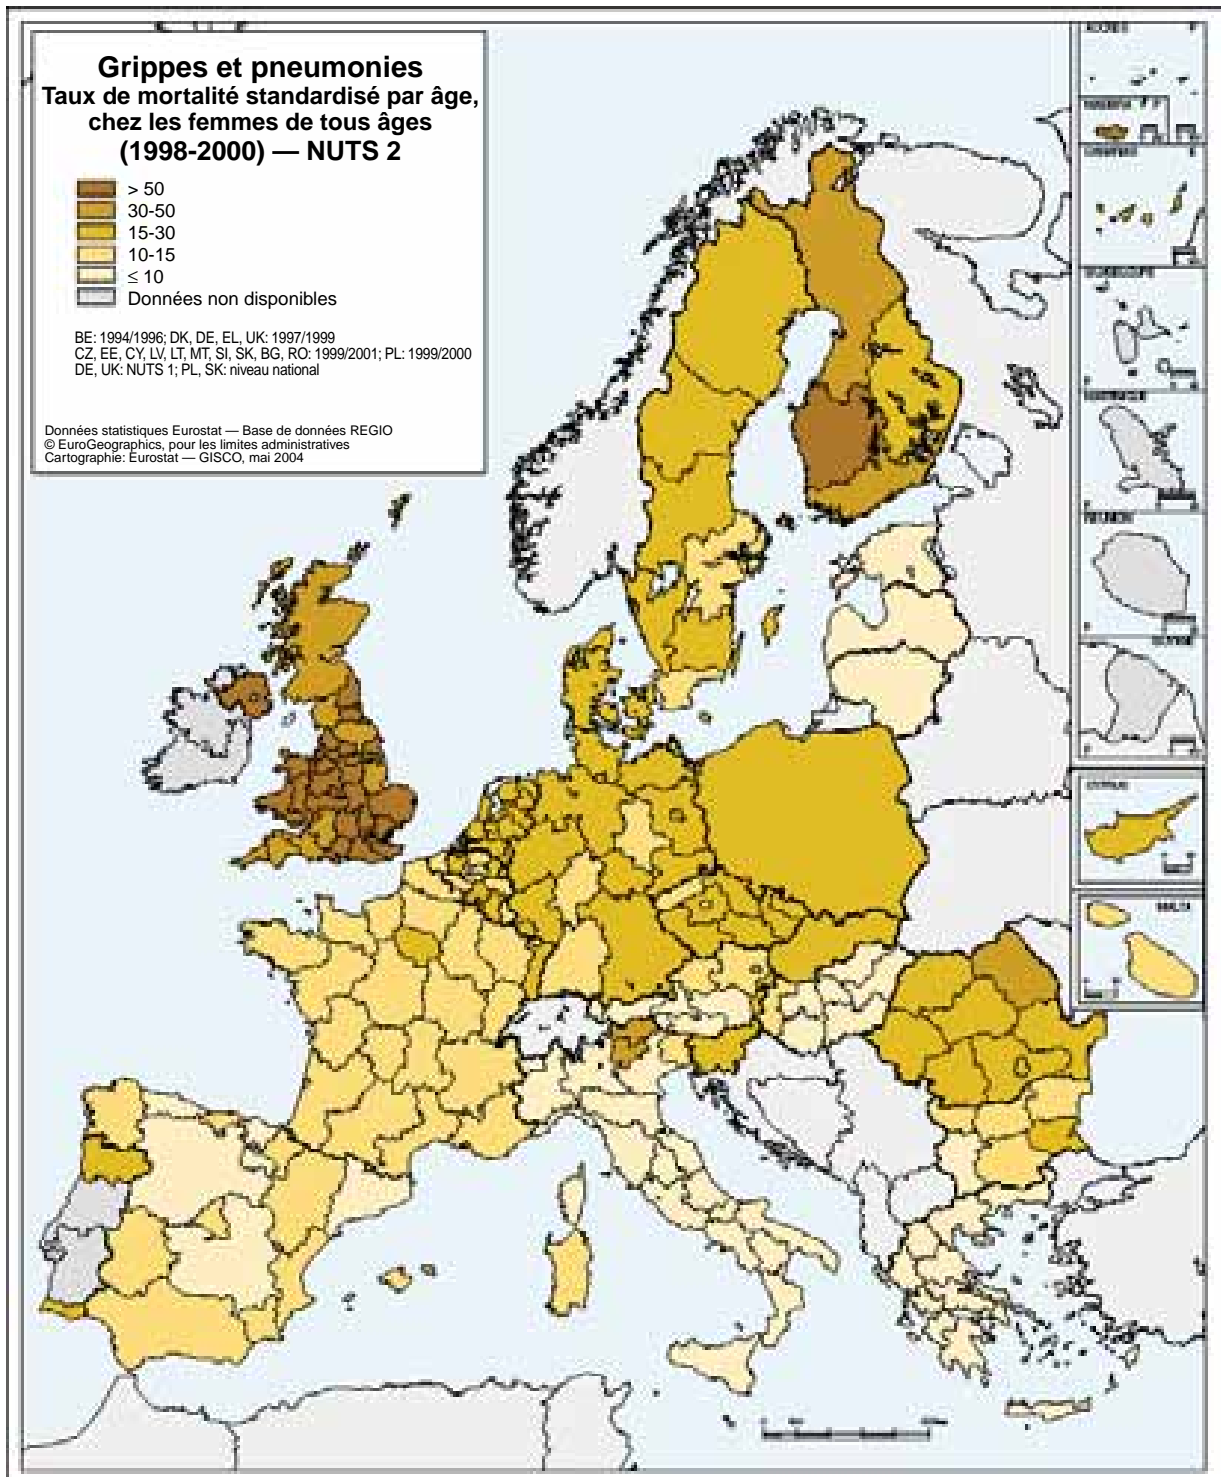 Grippes et pneumonies
Taux de mortalité standardisé par âge,
chez les femmes de tous âges
(1998-2000) — NUTS 2
> 50
30-50
15-30
10-15
≤ 10
Données non disponibles
BE: 1994/1996; DK, DE, EL, UK: 1997/1999
CZ, EE, CY, LV, LT, MT, SI, SK, BG, RO: 1999/2001; PL: 1999/2000
DE, UK: NUTS 1; PL, SK: niveau national
Données statistiques Eurostat — Base de données REGIO
© EuroGeographics, pour les limites administratives
Cartographie: Eurostat — GISCO, mai 2004
GUADELOUPE
REUNION
CYPRUS
MALTA